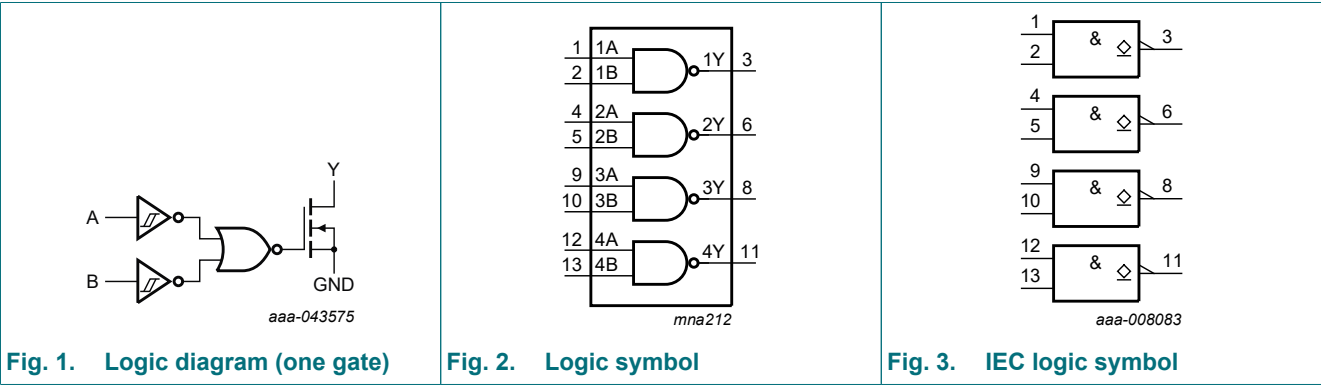 A
B
Y
GND
aaa-043575
Fig. 1. Logic diagram (one gate)
1 1A
2 1B
1Y 3
4 2A
5 2B
2Y 6
9 3A
10 3B
3Y 8
12 4A
13 4B
4Y 11
mna212
Fig. 2. Logic symbol
1
2
& 3
4
5
& 6
9
10
& 8
12
13
& 11
aaa-008083
Fig. 3. IEC logic symbol